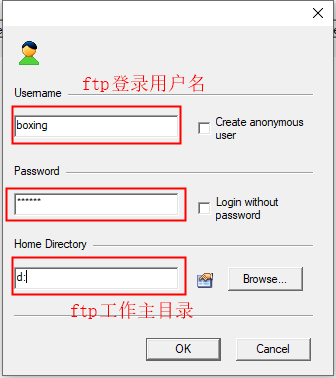 Username
ftp登录用户名
boxing
Create anonymous
user
Password
******
Login without
password
Home Directory
d:
Browse...
ftp工作主目录
OK
Cancel